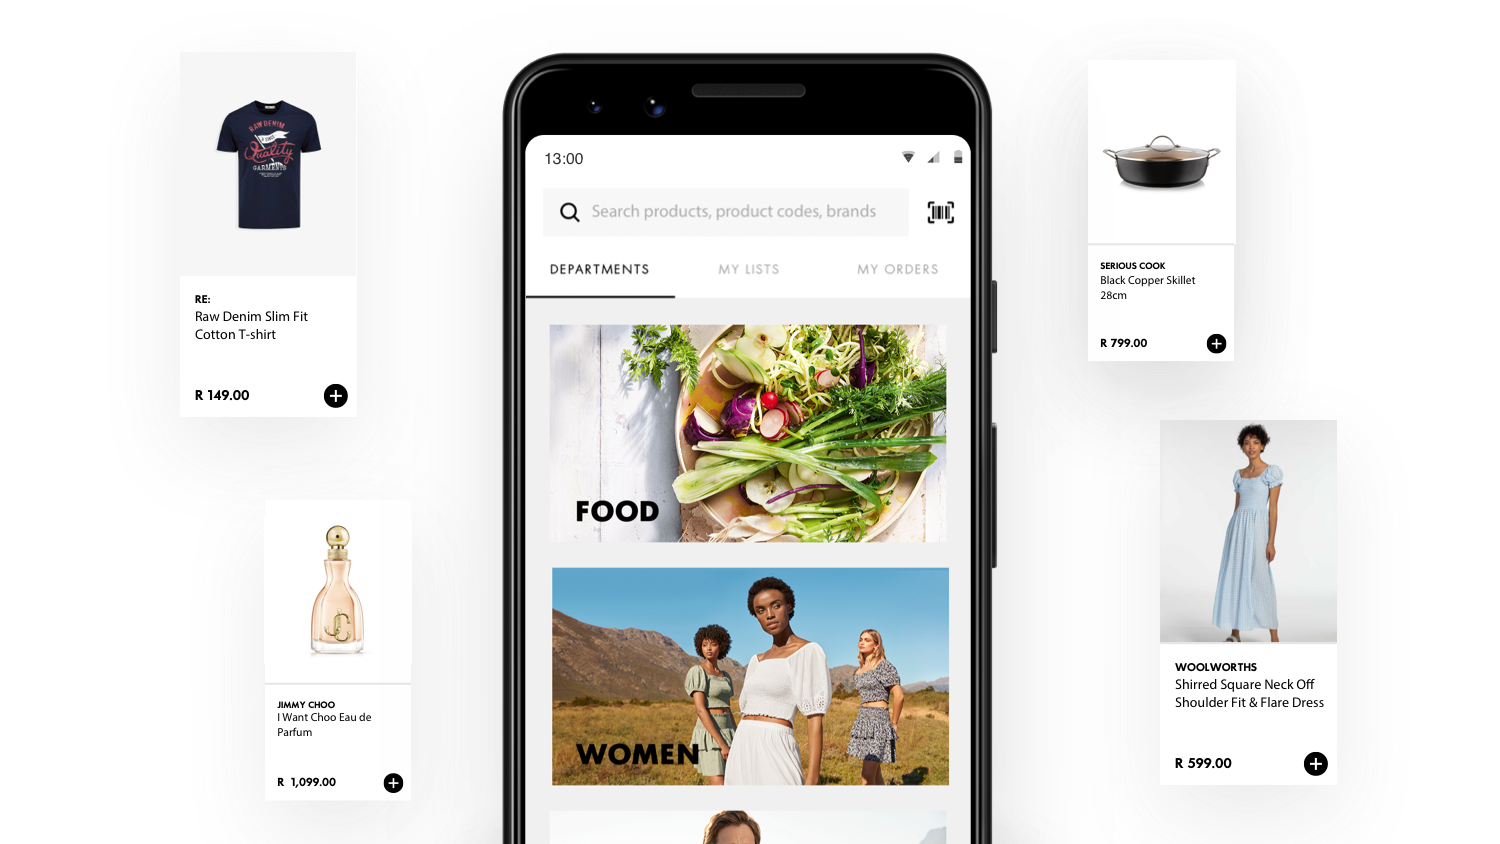 RAW DENIM
Quality
GARMENTS
RE:
Raw Denim Slim Fit
Cotton T-shirt
R 149.00
JIMMY CHOO
I Want Choo Eau de
Parfum
R 1,099.00
13:00
Search products, product codes, brands
DEPARTMENTS
MY LISTS
MY ORDERS
FOOD
WOMEN
SERIOUS COOK
Black Copper Skillet
28cm
R 799.00
WOOLWORTHS
Shirred Square Neck Off
Shoulder Fit & Flare Dress
R 599.00